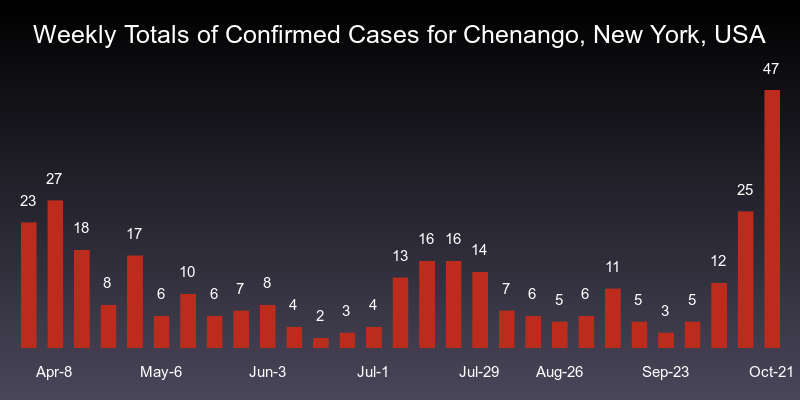 Weekly Totals of Confirmed Cases for Chenango, New York, USA
23 27 18 8 17 6 10 6 7 8 4 2 3 4 13 16 16 14 7 6 5 6 11 5 3 5 12 25 47
Apr-8 May-6 Jun-3 Jul-1 Jul-29 Aug-26 Sep-23 Oct-21